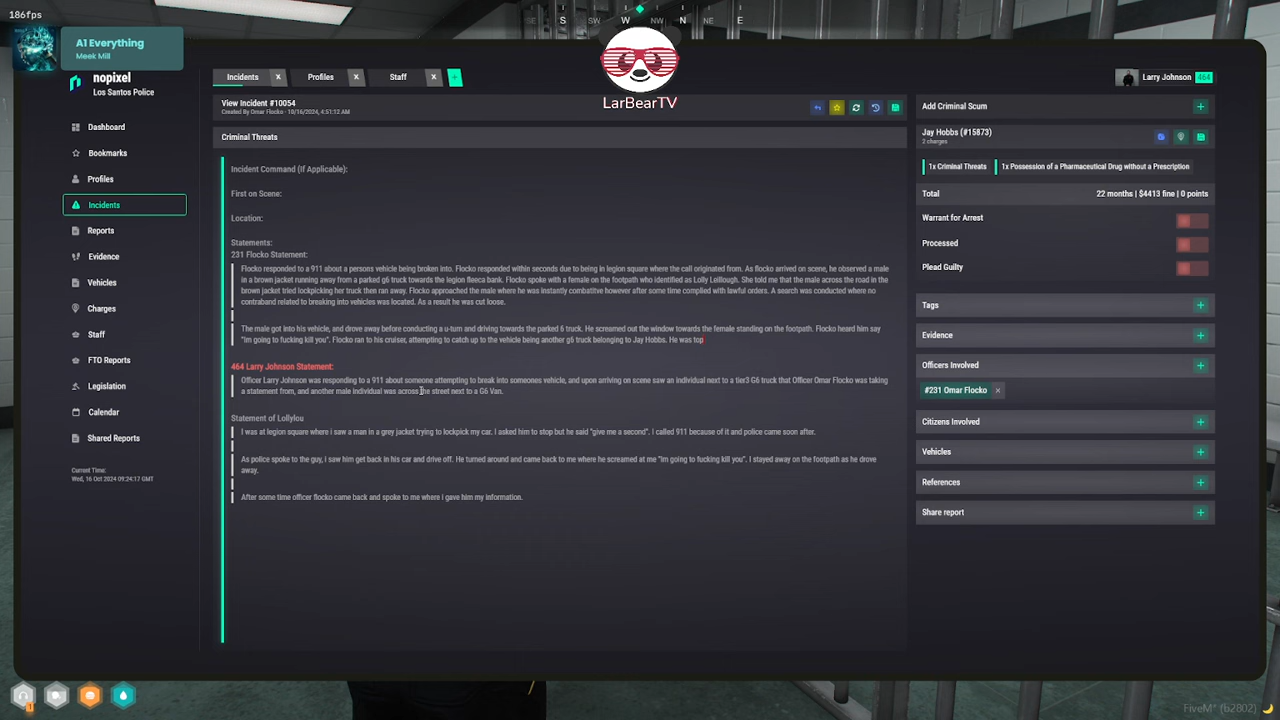 186fps
SE S SW W NW N NE E
A1 Everything
Meek Mill
nopixel
Los Santos Police
LarBearTV
Incidents x
Profiles x
Staff x
+
Larry Johnson 464
Dashboard
Bookmarks
Profiles
Incidents
Reports
Evidence
Vehicles
Charges
Staff
FTO Reports
Legislation
Calendar
Shared Reports
Current Time:
Wed, 16 Oct 2024 09:24:17 GMT
View Incident #10054
Created By Omar Flocko · 10/16/2024, 4:51:12 AM
Criminal Threats
Incident Command (If Applicable):
First on Scene:
Location:
Statements:
231 Flocko Statement:
Flocko responded to a 911 about a persons vehicle being broken into. Flocko responded within seconds due to being in legion square where the call originated from. As flocko arrived on scene, he observed a male
in a brown jacket running away from a parked g6 truck towards the legion fleeca bank. Flocko spoke with a female on the footpath who identified as Lolly Leillough. She told me that the male across the road in the
brown jacket tried lockpicking her truck then ran away. Flocko approached the male where he was instantly combative however after some time complied with lawful orders. A search was conducted where no
contraband related to breaking into vehicles was located. As a result he was cut loose.
The male got into his vehicle, and drove away before conducting a u-turn and driving towards the parked 6 truck. He screamed out the window towards the female standing on the footpath. Flocko heard him say
"Im going to fucking kill you". Flocko ran to his cruiser, attempting to catch up to the vehicle being another g6 truck belonging to Jay Hobbs. He was top
464 Larry Johnson Statement:
Officer Larry Johnson was responding to a 911 about someone attempting to break into someones vehicle, and upon arriving on scene saw an individual next to a tier3 G6 truck that Officer Omar Flocko was taking
a statement from, and another male individual was across the street next to a G6 Van.
Statement of Lollylou
I was at legion square where i saw a man in a grey jacket trying to lockpick my car. I asked him to stop but he said "give me a second". I called 911 because of it and police came soon after.
As police spoke to the guy, i saw him get back in his car and drive off. He turned around and came back to me where he screamed at me "Im going to fucking kill you". I stayed away on the footpath as he drove
away.
After some time officer flocko came back and spoke to me where i gave him my information.
Add Criminal Scum +
Jay Hobbs (#15873)
2 charges
1x Criminal Threats
1x Possession of a Pharmaceutical Drug without a Prescription
Total 22 months | $4413 fine | 0 points
Warrant for Arrest
Processed
Plead Guilty
Tags +
Evidence +
Officers Involved +
#231 Omar Flocko x
Citizens Involved +
Vehicles +
References +
Share report +
1
FiveM* (b2802)